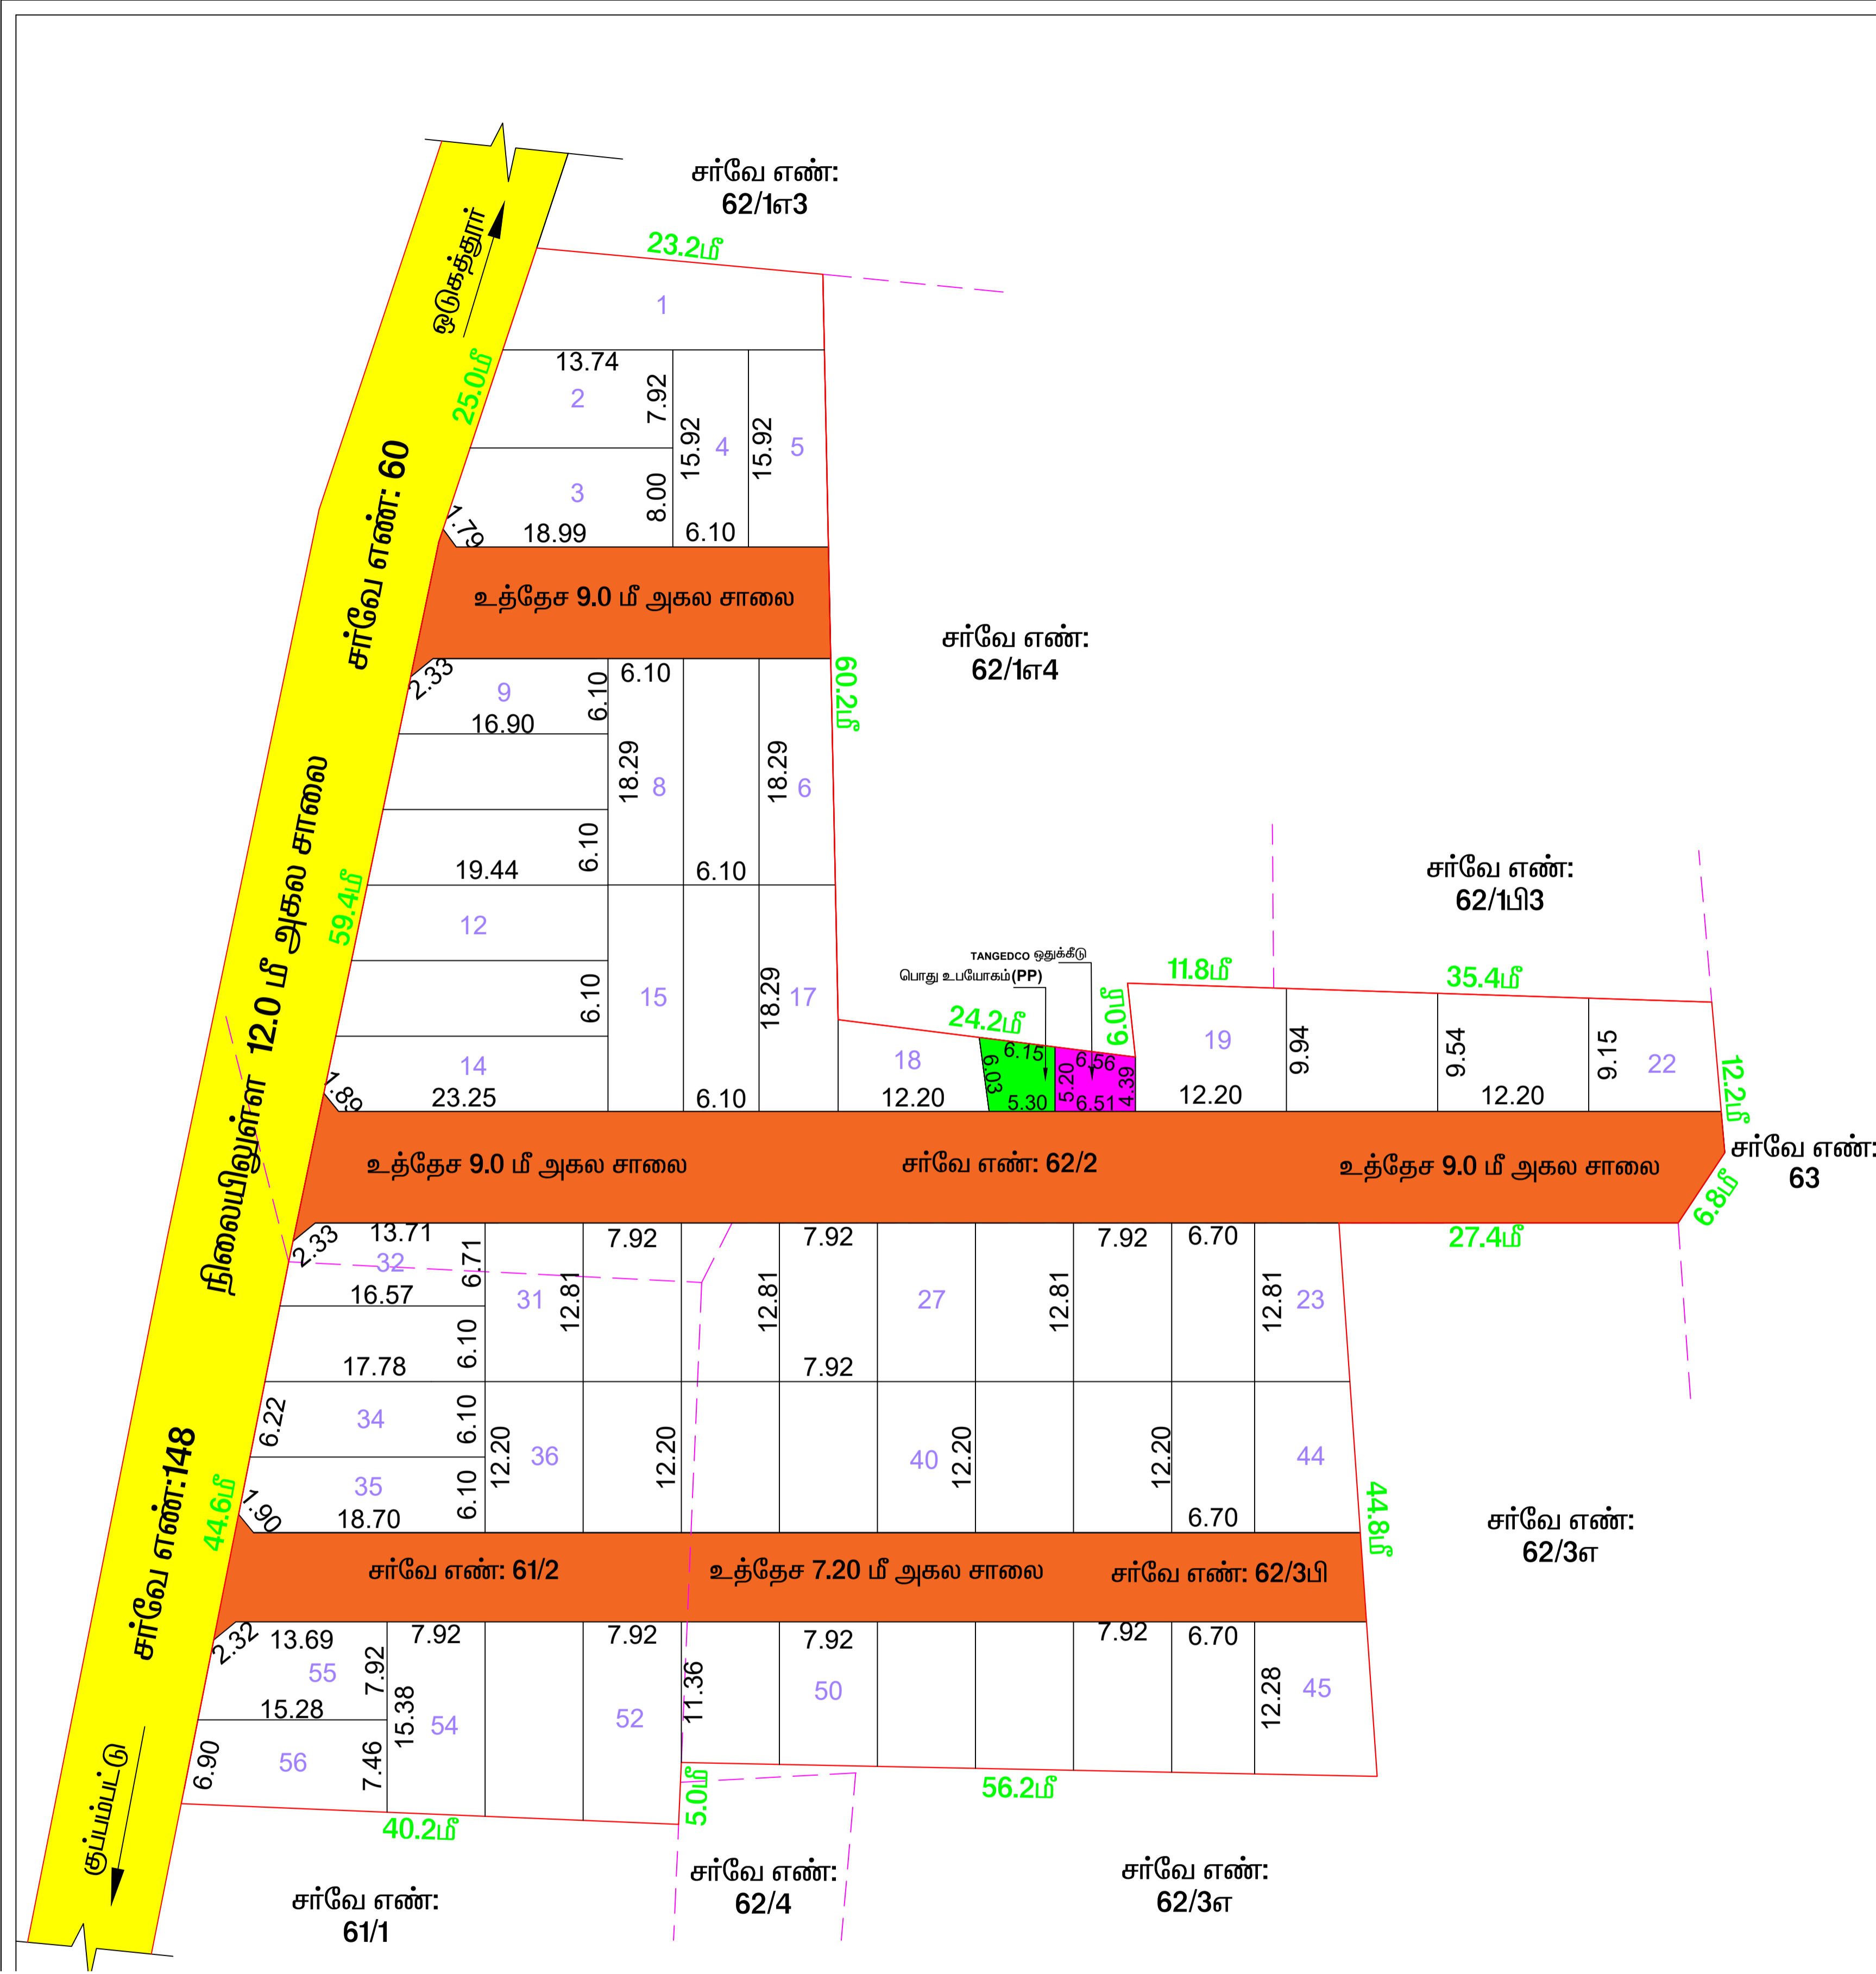 சர்வே எண்:
62/1எ3
23.2மீ
ஒடுகத்தூர்
1
25.0மீ
13.74
2
7.92
15.92
4
15.92
5
3
8.00
1.79
18.99
6.10
சர்வே எண்: 60
உத்தேச 9.0 மீ அகல சாலை
சர்வே எண்:
62/1எ4
60.2மீ
2.33
9
6.10
6.10
16.90
18.29
8
18.29
6
19.44
6.10
6.10
நிலையிலுள்ள 12.0 மீ அகல சாலை
59.4மீ
12
6.10
15
18.29
17
14
1.89
23.25
6.10
சர்வே எண்:
62/1பி3
TANGEDCO ஒதுக்கீடு
பொது உபயோகம்(PP)
24.2மீ
6.0மீ
11.8மீ
35.4மீ
18
12.20
6.03
6.15
5.30
5.20
6.56
6.51
4.39
19
12.20
9.94
9.54
12.20
9.15
22
12.2மீ
உத்தேச 9.0 மீ அகல சாலை
சர்வே எண்: 62/2
உத்தேச 9.0 மீ அகல சாலை
சர்வே எண்:
63
6.8மீ
27.4மீ
2.33
13.71
32
6.71
16.57
31
7.92
12.81
7.92
12.81
27
12.81
7.92
6.70
12.81
23
6.10
17.78
7.92
6.22
34
6.10
12.20
36
12.20
40
12.20
12.20
44
35
6.10
1.90
18.70
6.70
44.6மீ
44.8மீ
சர்வே எண்:148
சர்வே எண்:
62/3எ
சர்வே எண்: 61/2
உத்தேச 7.20 மீ அகல சாலை
சர்வே எண்: 62/3பி
2.32
13.69
55
7.92
15.28
7.92
15.38
54
7.92
52
11.36
7.92
50
7.92
6.70
12.28
45
6.90
56
7.46
குப்பம்பட்டு
40.2மீ
5.0மீ
56.2மீ
சர்வே எண்:
61/1
சர்வே எண்:
62/4
சர்வே எண்:
62/3எ